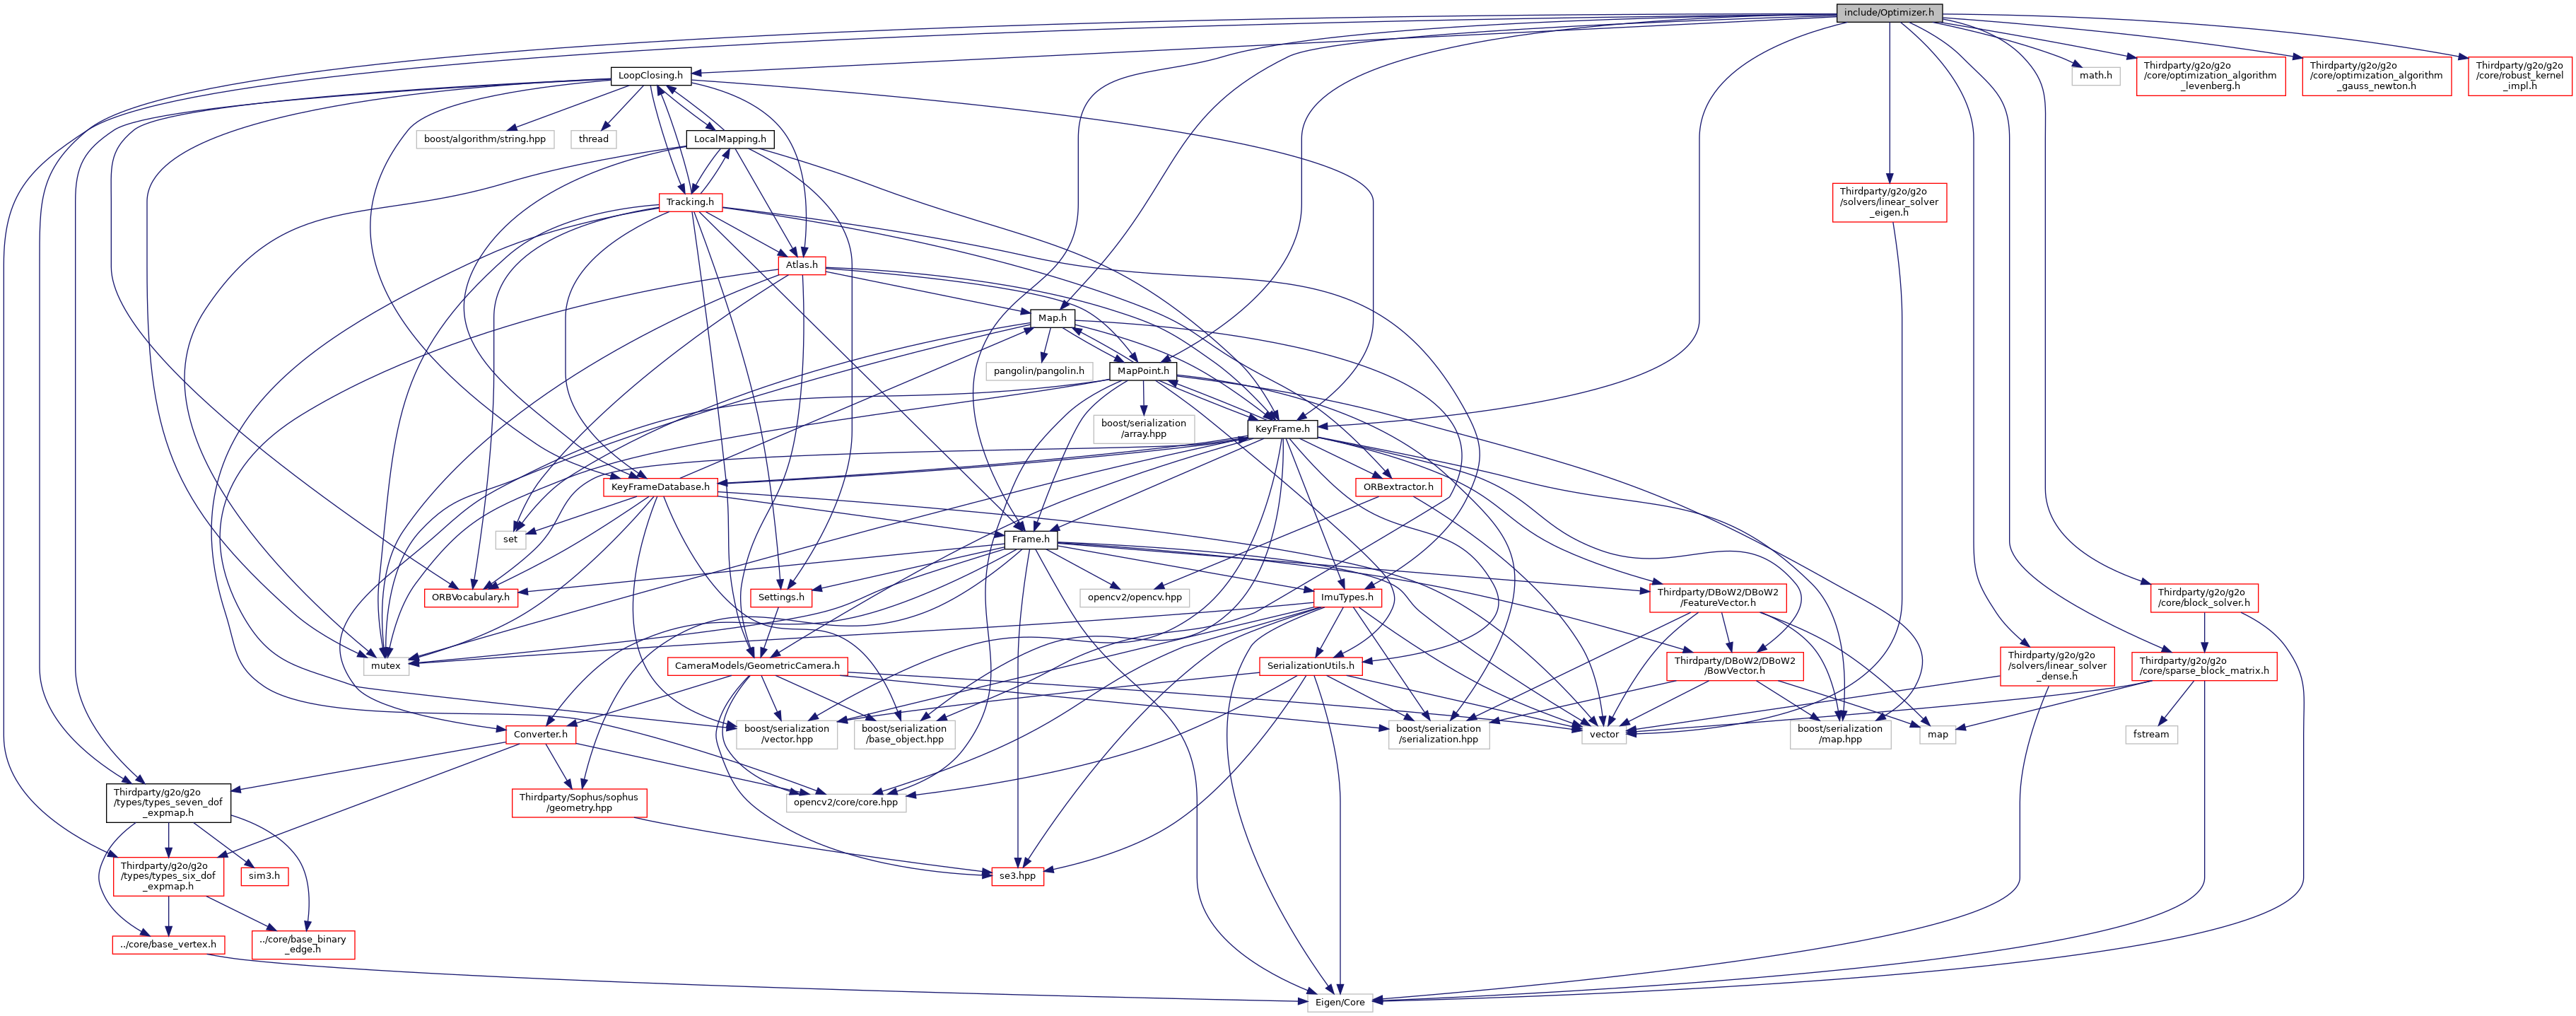 include/Optimizer.h
LoopClosing.h
math.h
Thirdparty/g2o/g2o
/core/optimization_algorithm
_levenberg.h
Thirdparty/g2o/g2o
/core/optimization_algorithm
_gauss_newton.h
Thirdparty/g2o/g2o
/core/robust_kernel
_impl.h
boost/algorithm/string.hpp
thread
LocalMapping.h
Tracking.h
Thirdparty/g2o/g2o
/solvers/linear_solver
_eigen.h
Atlas.h
Map.h
pangolin/pangolin.h
MapPoint.h
boost/serialization
/array.hpp
KeyFrame.h
KeyFrameDatabase.h
ORBextractor.h
set
Frame.h
ORBVocabulary.h
Settings.h
opencv2/opencv.hpp
ImuTypes.h
Thirdparty/DBoW2/DBoW2
/FeatureVector.h
Thirdparty/g2o/g2o
/core/block_solver.h
mutex
CameraModels/GeometricCamera.h
SerializationUtils.h
Thirdparty/DBoW2/DBoW2
/BowVector.h
Thirdparty/g2o/g2o
/solvers/linear_solver
_dense.h
Thirdparty/g2o/g2o
/core/sparse_block_matrix.h
Converter.h
boost/serialization
/vector.hpp
boost/serialization
/base_object.hpp
boost/serialization
/serialization.hpp
vector
boost/serialization
/map.hpp
map
fstream
Thirdparty/g2o/g2o
/types/types_seven_dof
_expmap.h
Thirdparty/Sophus/sophus
/geometry.hpp
opencv2/core/core.hpp
Thirdparty/g2o/g2o
/types/types_six_dof
_expmap.h
sim3.h
se3.hpp
../core/base_vertex.h
../core/base_binary
_edge.h
Eigen/Core